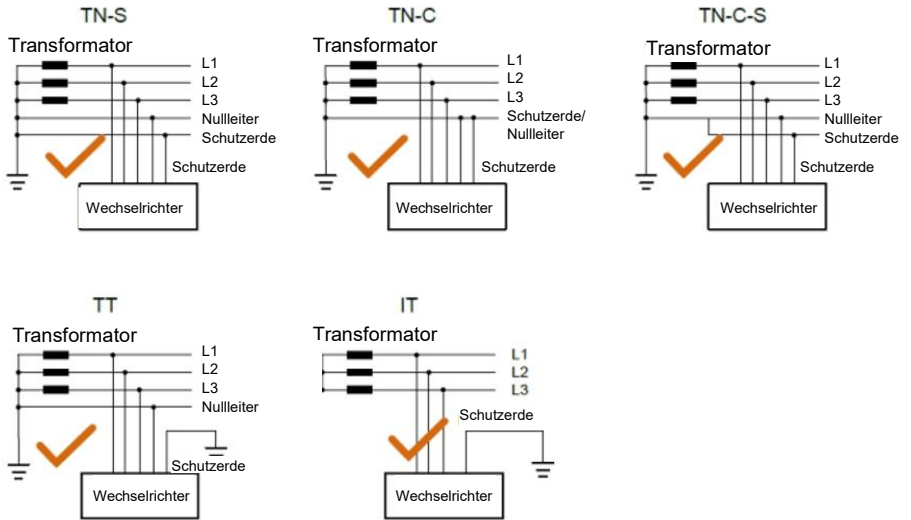 TN-S
Transformator
L1
L2
L3
Nullleiter
Schutzerde
Schutzerde
Wechselrichter
TN-C
Transformator
L1
L2
L3
Schutzerde/
Nullleiter
Schutzerde
Wechselrichter
TN-C-S
Transformator
L1
L2
L3
Nullleiter
Schutzerde
Schutzerde
Wechselrichter
TT
Transformator
L1
L2
L3
Nullleiter
Schutzerde
Wechselrichter
IT
Transformator
L1
L2
L3
Schutzerde
Wechselrichter